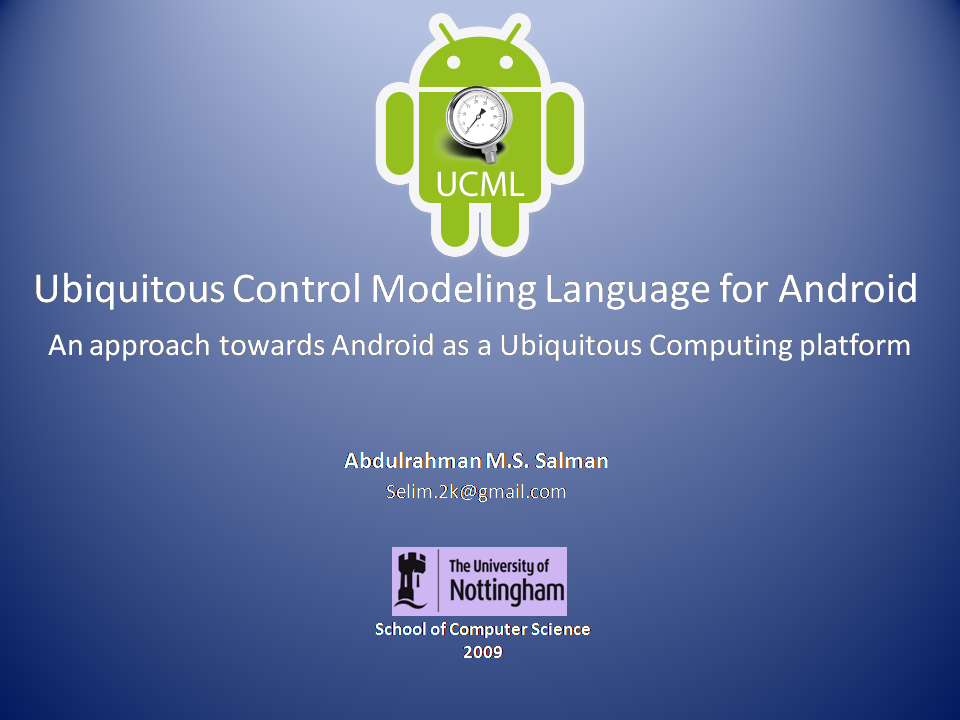 UCML
Ubiquitous Control Modeling Language for Android
An approach towards Android as a Ubiquitous Computing platform
Abdulrahman M.S. Salman
Selim.2k@gmail.com
The University of
Nottingham
School of Computer Science
2009